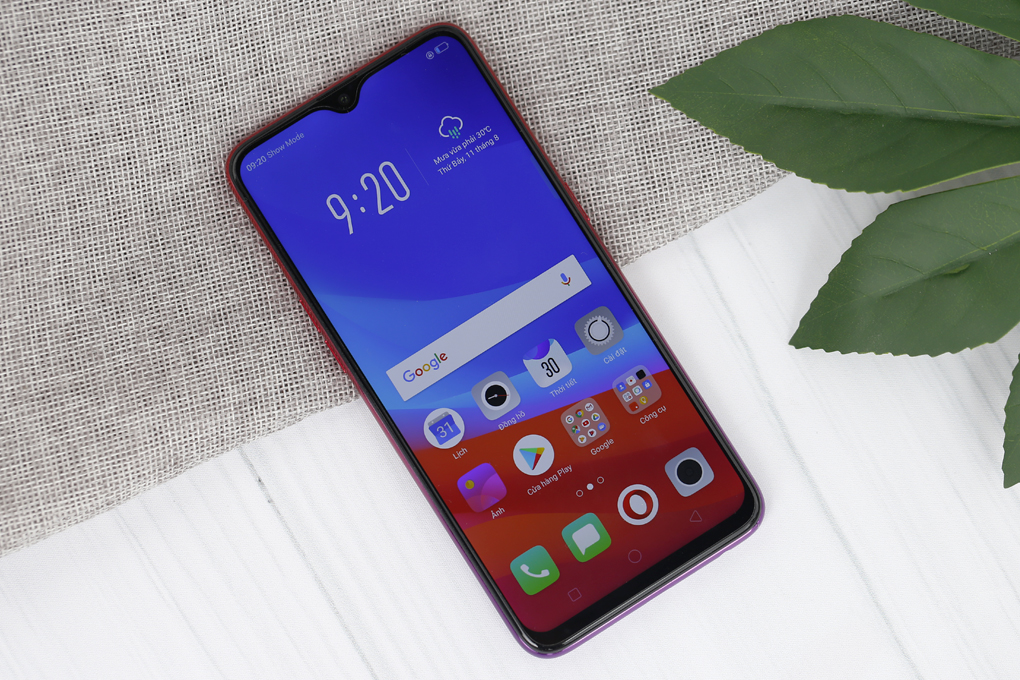 09:20 Show Mode
9:20
Mưa vừa phải 30°C
Thứ Bảy, 11 tháng 8
Google
31
30
Lịch
Đồng hồ
Thời tiết
Cài đặt
Ảnh
Cửa hàng Play
Google
Công cụ